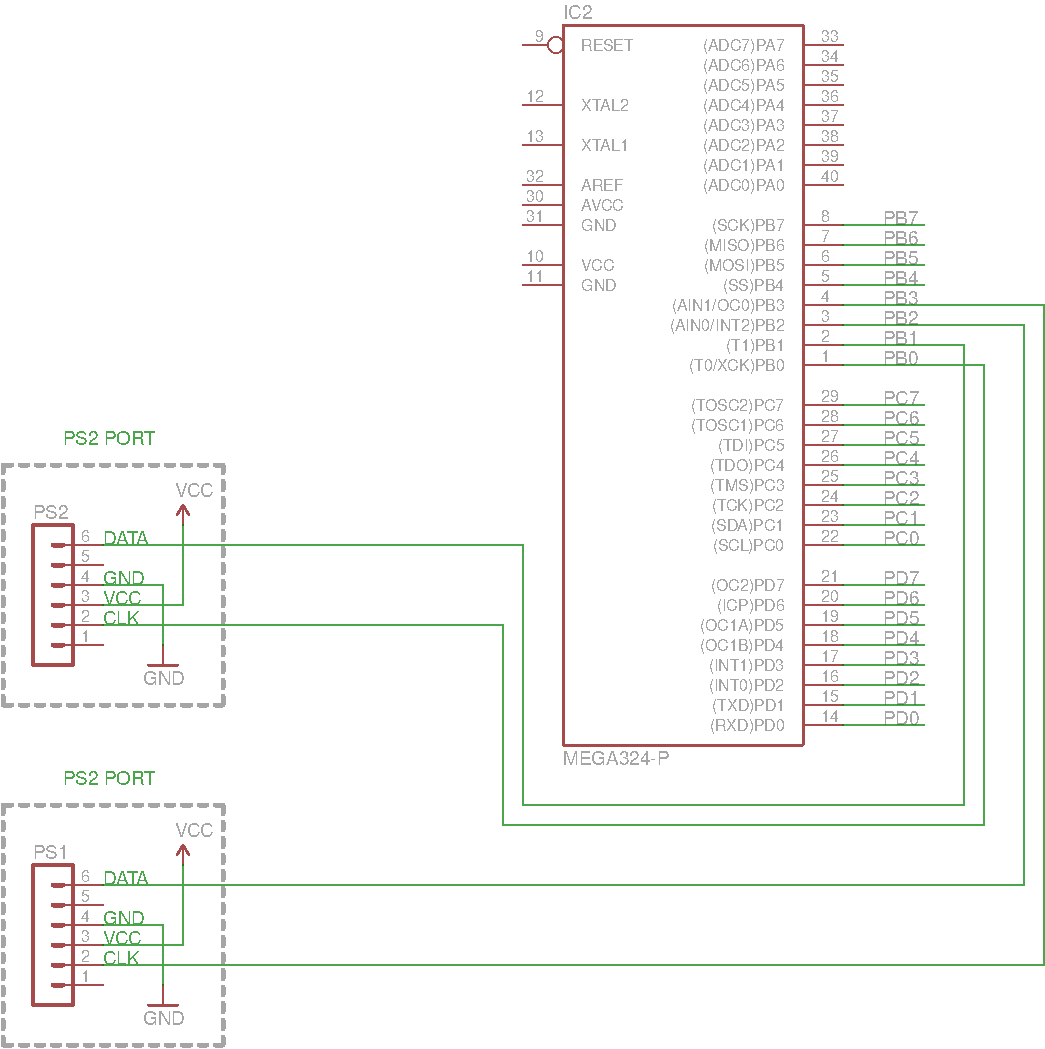 IC2
9 RESET (ADC7)PA7 33
(ADC6)PA6 34
(ADC5)PA5 35
12 XTAL2 (ADC4)PA4 36
(ADC3)PA3 37
13 XTAL1 (ADC2)PA2 38
(ADC1)PA1 39
32 AREF (ADC0)PA0 40
30 AVCC
31 GND (SCK)PB7 8 PB7
(MISO)PB6 7 PB6
10 VCC (MOSI)PB5 6 PB5
11 GND (SS)PB4 5 PB4
(AIN1/OC0)PB3 4 PB3
(AIN0/INT2)PB2 3 PB2
(T1)PB1 2 PB1
(T0/XCK)PB0 1 PB0
(TOSC2)PC7 29 PC7
(TOSC1)PC6 28 PC6
(TDI)PC5 27 PC5
(TDO)PC4 26 PC4
(TMS)PC3 25 PC3
(TCK)PC2 24 PC2
(SDA)PC1 23 PC1
(SCL)PC0 22 PC0
(OC2)PD7 21 PD7
(ICP)PD6 20 PD6
(OC1A)PD5 19 PD5
(OC1B)PD4 18 PD4
(INT1)PD3 17 PD3
(INT0)PD2 16 PD2
(TXD)PD1 15 PD1
(RXD)PD0 14 PD0
MEGA324-P
PS2 PORT
VCC
PS2
6 DATA
5
4 GND
3 VCC
2 CLK
1
GND
PS2 PORT
VCC
PS1
6 DATA
5
4 GND
3 VCC
2 CLK
1
GND